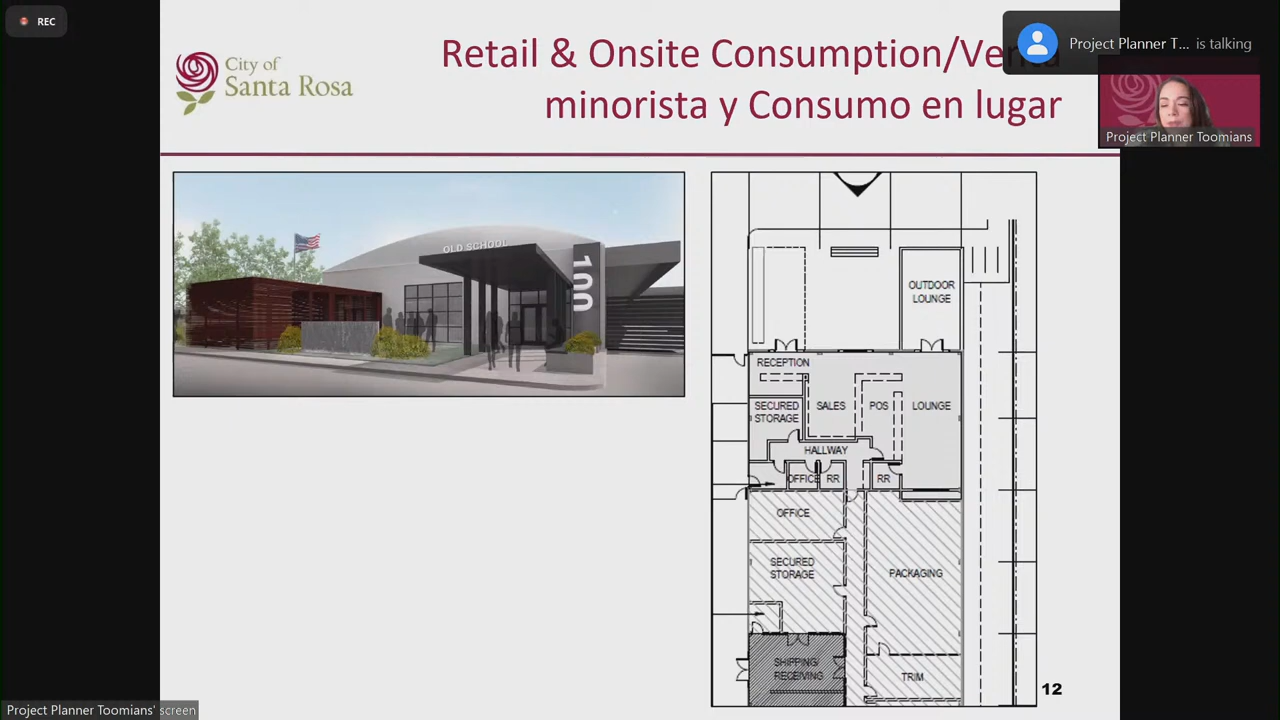 REC
City of
Santa Rosa
Retail & Onsite Consumption/Venta
minorista y Consumo en lugar
Project Planner T... is talking
Project Planner Toomians
OLD SCHOOL
100
OUTDOOR
LOUNGE
RECEPTION
SECURED
STORAGE
SALES
POS
LOUNGE
HALLWAY
OFFICE
RR
RR
OFFICE
SECURED
STORAGE
PACKAGING
SHIPPING/
RECEIVING
TRIM
12
Project Planner Toomians' screen